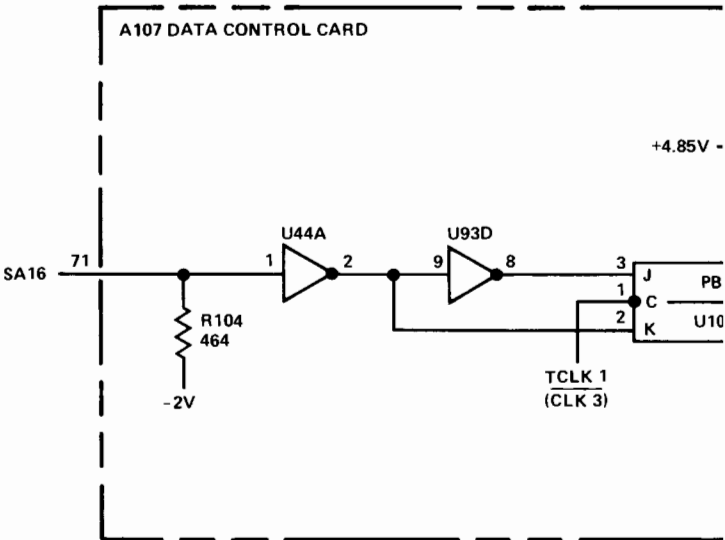 A107 DATA CONTROL CARD
+4.85V -
U44A
U93D
SA16
71
1
2
9
8
3
J
PB
1
C
2
K
U10
R104
464
-2V
TCLK 1
(CLK 3)